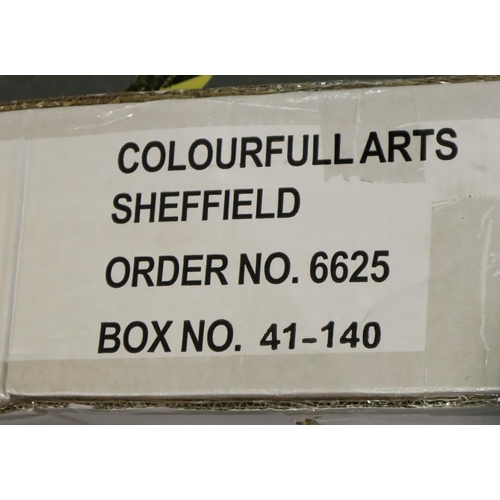 COLOURFULL ARTS
SHEFFIELD
ORDER NO. 6625
BOX NO. 41-140